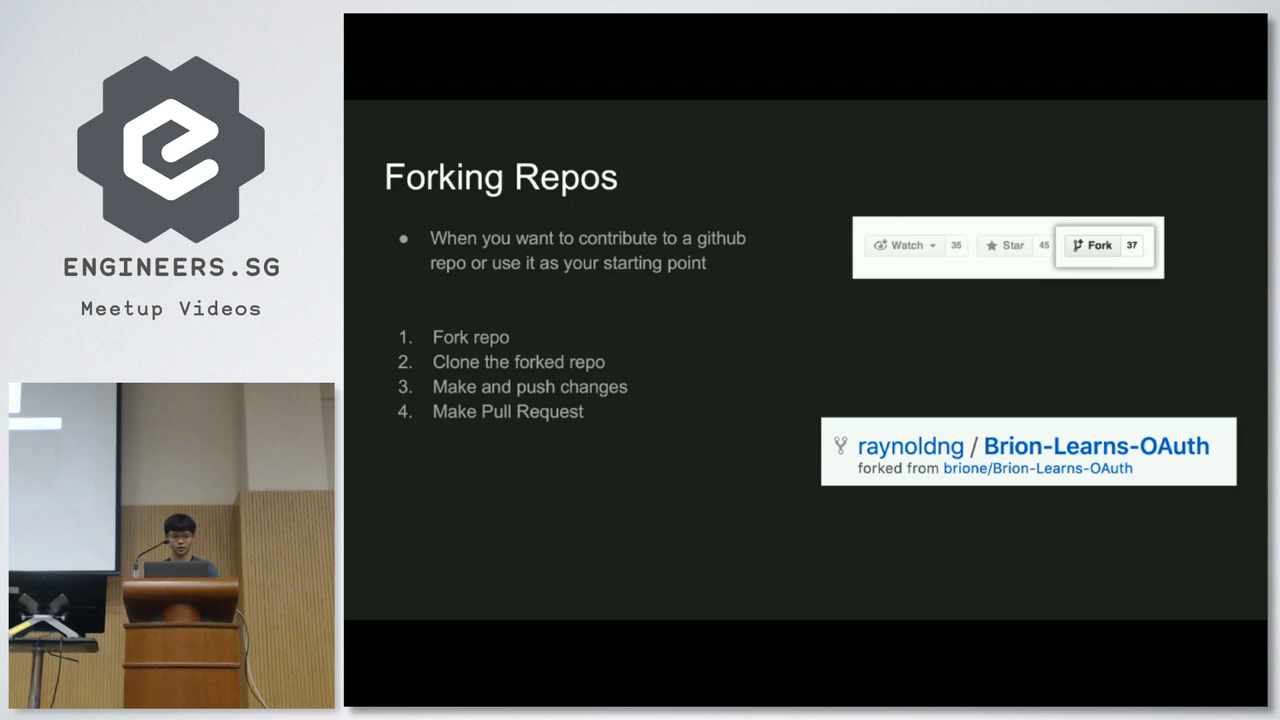 ENGINEERS.SG
Meetup Videos
Forking Repos
● When you want to contribute to a github
repo or use it as your starting point
1. Fork repo
2. Clone the forked repo
3. Make and push changes
4. Make Pull Request
Watch 35 Star 45 Fork 37
raynoldng / Brion-Learns-OAuth
forked from brione/Brion-Learns-OAuth